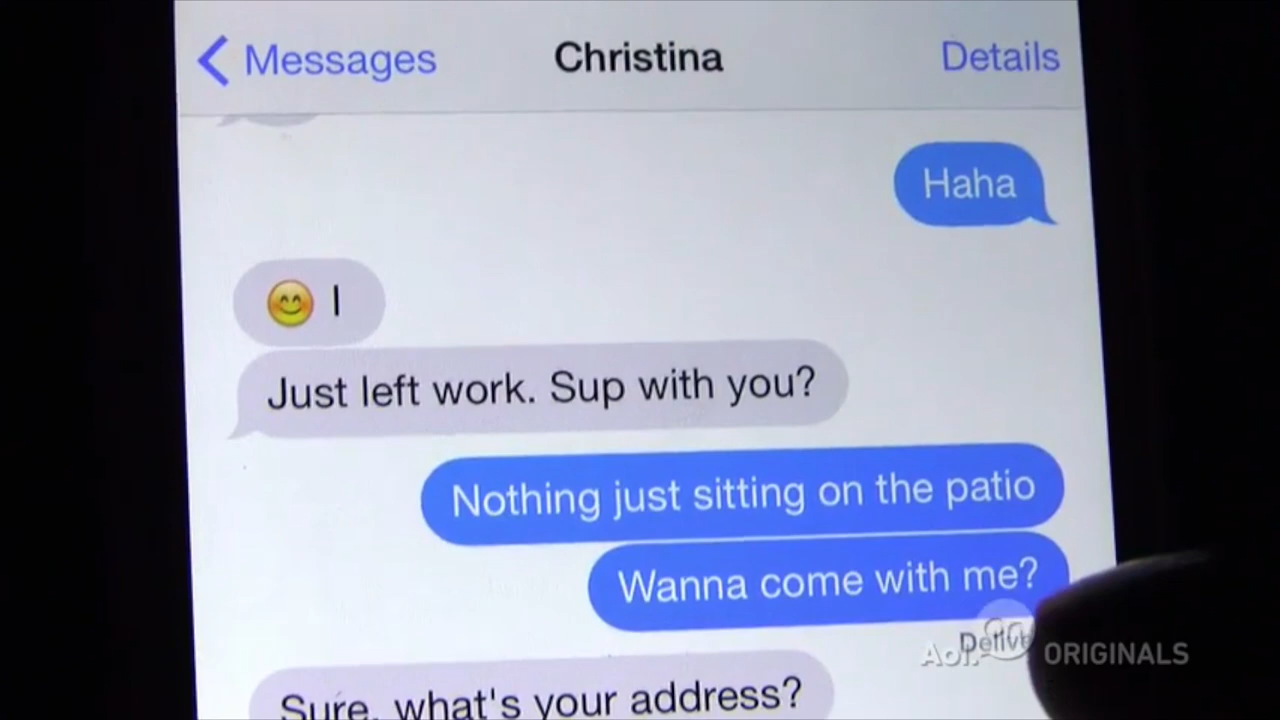 Messages
Christina
Details
Haha
😊 I
Just left work. Sup with you?
Nothing just sitting on the patio
Wanna come with me?
Aol. ORIGINALS
Sure, what's your address?